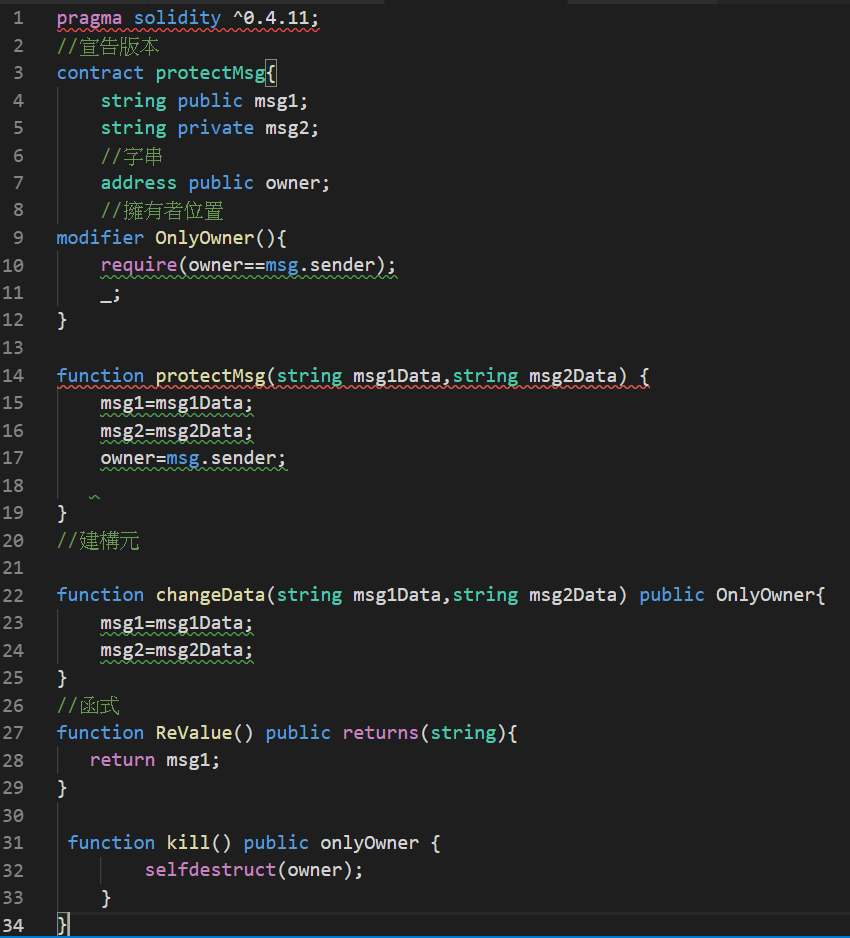 1 pragma solidity ^0.4.11;
2 //宣告版本
3 contract protectMsg{
4 string public msg1;
5 string private msg2;
6 //字串
7 address public owner;
8 //擁有者位置
9 modifier OnlyOwner(){
10 require(owner==msg.sender);
11 _;
12 }
13
14 function protectMsg(string msg1Data,string msg2Data) {
15 msg1=msg1Data;
16 msg2=msg2Data;
17 owner=msg.sender;
18
19 }
20 //建構元
21
22 function changeData(string msg1Data,string msg2Data) public OnlyOwner{
23 msg1=msg1Data;
24 msg2=msg2Data;
25 }
26 //函式
27 function ReValue() public returns(string){
28 return msg1;
29 }
30
31 function kill() public onlyOwner {
32 selfdestruct(owner);
33 }
34 }